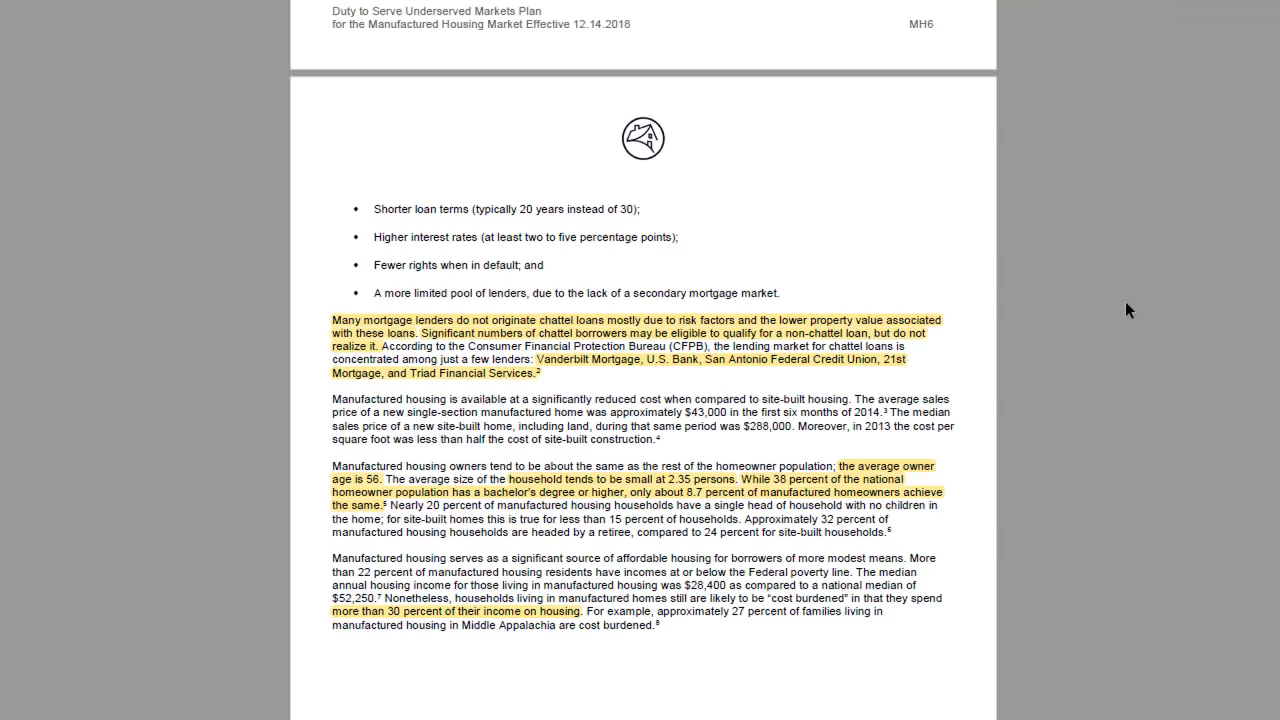 Duty to Serve Underserved Markets Plan
for the Manufactured Housing Market Effective 12.14.2018 MH6
• Shorter loan terms (typically 20 years instead of 30);
• Higher interest rates (at least two to five percentage points);
• Fewer rights when in default; and
• A more limited pool of lenders, due to the lack of a secondary mortgage market.
Many mortgage lenders do not originate chattel loans mostly due to risk factors and the lower property value associated
with these loans. Significant numbers of chattel borrowers may be eligible to qualify for a non-chattel loan, but do not
realize it. According to the Consumer Financial Protection Bureau (CFPB), the lending market for chattel loans is
concentrated among just a few lenders: Vanderbilt Mortgage, U.S. Bank, San Antonio Federal Credit Union, 21st
Mortgage, and Triad Financial Services.²
Manufactured housing is available at a significantly reduced cost when compared to site-built housing. The average sales
price of a new single-section manufactured home was approximately $43,000 in the first six months of 2014.³ The median
sales price of a new site-built home, including land, during that same period was $288,000. Moreover, in 2013 the cost per
square foot was less than half the cost of site-built construction.⁴
Manufactured housing owners tend to be about the same as the rest of the homeowner population; the average owner
age is 56. The average size of the household tends to be small at 2.35 persons. While 38 percent of the national
homeowner population has a bachelor's degree or higher, only about 8.7 percent of manufactured homeowners achieve
the same.⁵ Nearly 20 percent of manufactured housing households have a single head of household with no children in
the home; for site-built homes this is true for less than 15 percent of households. Approximately 32 percent of
manufactured housing households are headed by a retiree, compared to 24 percent for site-built households.⁶
Manufactured housing serves as a significant source of affordable housing for borrowers of more modest means. More
than 22 percent of manufactured housing residents have incomes at or below the Federal poverty line. The median
annual housing income for those living in manufactured housing was $28,400 as compared to a national median of
$52,250.⁷ Nonetheless, households living in manufactured homes still are likely to be “cost burdened” in that they spend
more than 30 percent of their income on housing. For example, approximately 27 percent of families living in
manufactured housing in Middle Appalachia are cost burdened.⁸